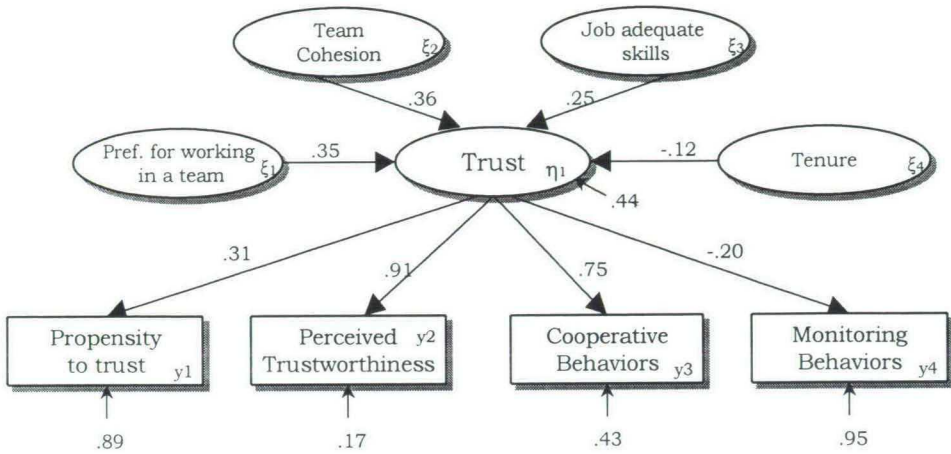 Team
Cohesion
ξ2
Job adequate
skills
ξ3
.36
.25
Pref. for working
in a team
ξ1
.35
Trust
η1
-.12
Tenure
ξ4
.44
.31
.91
.75
-.20
Propensity
to trust y1
Perceived y2
Trustworthiness
Cooperative
Behaviors y3
Monitoring
Behaviors y4
.89
.17
.43
.95